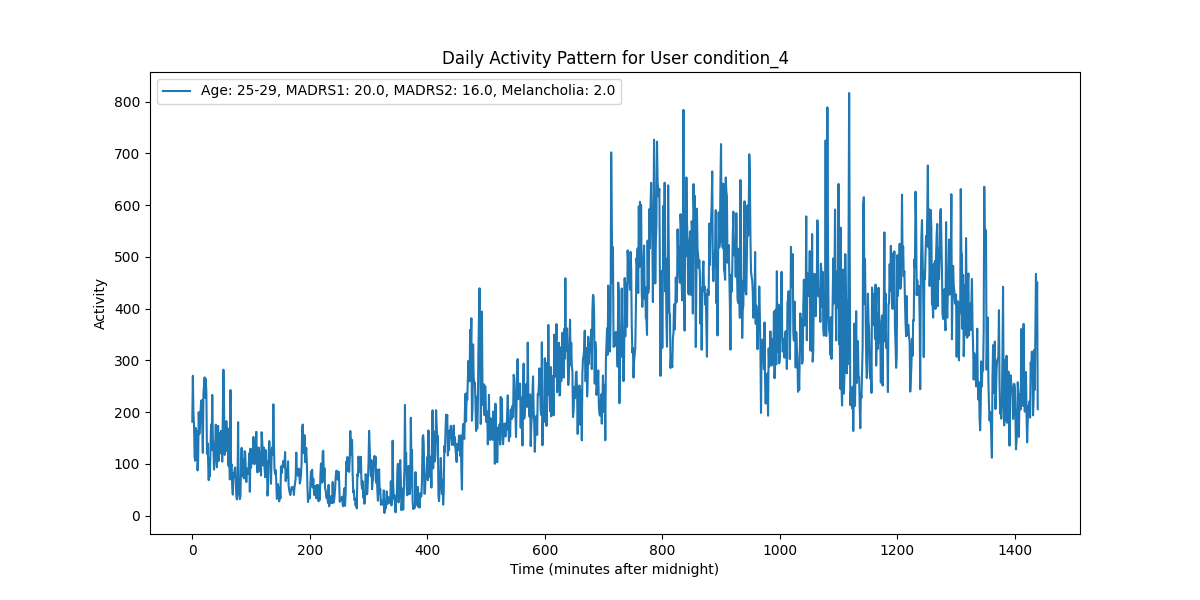 Daily Activity Pattern for User condition_4
Age: 25-29, MADRS1: 20.0, MADRS2: 16.0, Melancholia: 2.0
800
700
600
500
400
300
200
100
0
Activity
0 200 400 600 800 1000 1200 1400
Time (minutes after midnight)